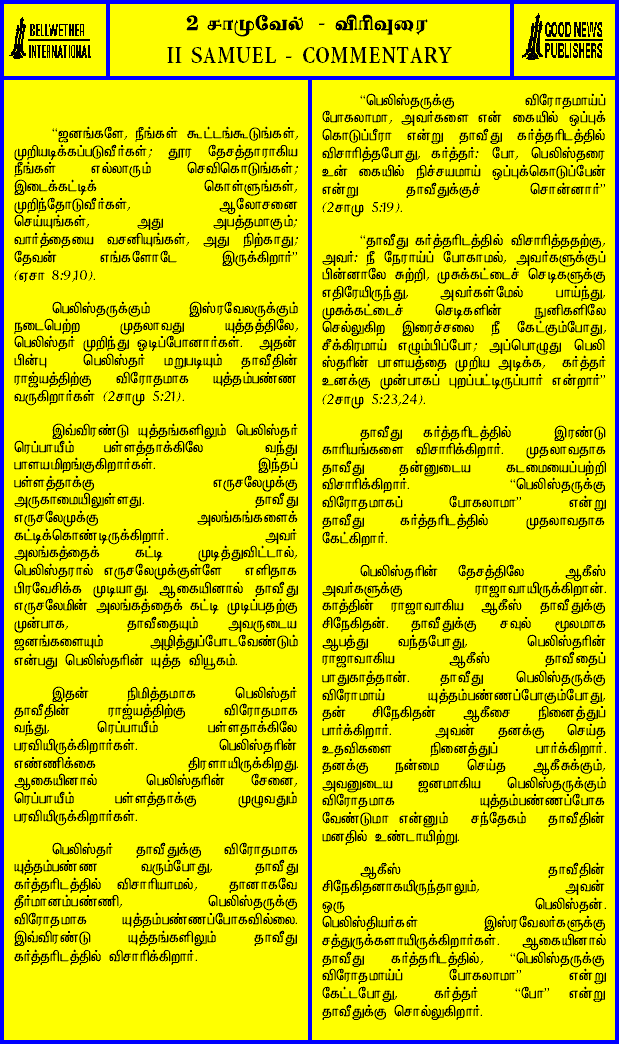 BELLWETHER
INTERNATIONAL
2 சாமுவேல் - விரிவுரை
II SAMUEL - COMMENTARY
GOOD NEWS
PUBLISHERS
“ஜனங்களே, நீங்கள் கூட்டங்கூடுங்கள்,
முறியடிக்கப்படுவீர்கள்; தூர தேசத்தாராகிய
நீங்கள் எல்லாரும் செவிகொடுங்கள்;
இடைக்கட்டிக் கொள்ளுங்கள்,
முறிந்தோடுவீர்கள், ஆலோசனை
செய்யுங்கள், அது அபத்தமாகும்;
வார்த்தையை வசனியுங்கள், அது நிற்காது;
தேவன் எங்களோடே இருக்கிறார்”
(ஏசா 8:9,10).
பெலிஸ்தருக்கும் இஸ்ரவேலருக்கும்
நடைபெற்ற முதலாவது யுத்தத்திலே,
பெலிஸ்தர் முறிந்து ஓடிப்போனார்கள். அதன்
பின்பு பெலிஸ்தர் மறுபடியும் தாவீதின்
ராஜ்யத்திற்கு விரோதமாக யுத்தம்பண்ண
வருகிறார்கள் (2சாமு 5:21).
இவ்விரண்டு யுத்தங்களிலும் பெலிஸ்தர்
ரெப்பாயீம் பள்ளத்தாக்கிலே வந்து
பாளயமிறங்குகிறார்கள். இந்தப்
பள்ளத்தாக்கு எருசலேமுக்கு
அருகாமையிலுள்ளது. தாவீது
எருசலேமுக்கு அலங்கங்களைக்
கட்டிக்கொண்டிருக்கிறார். அவர்
அலங்கத்தைக் கட்டி முடித்துவிட்டால்,
பெலிஸ்தரால் எருசலேமுக்குள்ளே எளிதாக
பிரவேசிக்க முடியாது. ஆகையினால் தாவீது
எருசலேமின் அலங்கத்தைக் கட்டி முடிப்பதற்கு
முன்பாக, தாவீதையும் அவருடைய
ஜனங்களையும் அழித்துப்போடவேண்டும்
என்பது பெலிஸ்தரின் யுத்த வியூகம்.
இதன் நிமித்தமாக பெலிஸ்தர்
தாவீதின் ராஜ்யத்திற்கு விரோதமாக
வந்து, ரெப்பாயீம் பள்ளதாக்கிலே
பரவியிருக்கிறார்கள். பெலிஸ்தரின்
எண்ணிக்கை திரளாயிருக்கிறது.
ஆகையினால் பெலிஸ்தரின் சேனை,
ரெப்பாயீம் பள்ளத்தாக்கு முழுவதும்
பரவியிருக்கிறார்கள்.
பெலிஸ்தர் தாவீதுக்கு விரோதமாக
யுத்தம்பண்ண வரும்போது, தாவீது
கர்த்தரிடத்தில் விசாரியாமல், தானாகவே
தீர்மானம்பண்ணி, பெலிஸ்தருக்கு
விரோதமாக யுத்தம்பண்ணப்போகவில்லை.
இவ்விரண்டு யுத்தங்களிலும் தாவீது
கர்த்தரிடத்தில் விசாரிக்கிறார்.
“பெலிஸ்தருக்கு விரோதமாய்ப்
போகலாமா, அவர்களை என் கையில் ஒப்புக்
கொடுப்பீரா என்று தாவீது கர்த்தரிடத்தில்
விசாரித்தபோது, கர்த்தர்: போ, பெலிஸ்தரை
உன் கையில் நிச்சயமாய் ஒப்புக்கொடுப்பேன்
என்று தாவீதுக்குச் சொன்னார்”
(2சாமு 5:19).
“தாவீது கர்த்தரிடத்தில் விசாரித்ததற்கு,
அவர்: நீ நேராய்ப் போகாமல், அவர்களுக்குப்
பின்னாலே சுற்றி, முசுக்கட்டைச் செடிகளுக்கு
எதிரேயிருந்து, அவர்கள்மேல் பாய்ந்து,
முசுக்கட்டைச் செடிகளின் நுனிகளிலே
செல்லுகிற இரைச்சலை நீ கேட்கும்போது,
சீக்கிரமாய் எழும்பிப்போ; அப்பொழுது பெலி
ஸ்தரின் பாளயத்தை முறிய அடிக்க, கர்த்தர்
உனக்கு முன்பாகப் புறப்பட்டிருப்பார் என்றார்”
(2சாமு 5:23,24).
தாவீது கர்த்தரிடத்தில் இரண்டு
காரியங்களை விசாரிக்கிறார். முதலாவதாக
தாவீது தன்னுடைய கடமையைப்பற்றி
விசாரிக்கிறார். “பெலிஸ்தருக்கு
விரோதமாகப் போகலாமா” என்று
தாவீது கர்த்தரிடத்தில் முதலாவதாக
கேட்கிறார்.
பெலிஸ்தரின் தேசத்திலே ஆகீஸ்
அவர்களுக்கு ராஜாவாயிருக்கிறான்.
காத்தின் ராஜாவாகிய ஆகீஸ் தாவீதுக்கு
சிநேகிதன். தாவீதுக்கு சவுல் மூலமாக
ஆபத்து வந்தபோது, பெலிஸ்தரின்
ராஜாவாகிய ஆகீஸ் தாவீதைப்
பாதுகாத்தான். தாவீது பெலிஸ்தருக்கு
விரோமாய் யுத்தம்பண்ணப்போகும்போது,
தன் சிநேகிதன் ஆகீசை நினைத்துப்
பார்க்கிறார். அவன் தனக்கு செய்த
உதவிகளை நினைத்துப் பார்க்கிறார்.
தனக்கு நன்மை செய்த ஆகீசுக்கும்,
அவனுடைய ஜனமாகிய பெலிஸ்தருக்கும்
விரோதமாக யுத்தம்பண்ணப்போக
வேண்டுமா என்னும் சந்தேகம் தாவீதின்
மனதில் உண்டாயிற்று.
ஆகீஸ் தாவீதின்
சிநேகிதனாகயிருந்தாலும், அவன்
ஒரு பெலிஸ்தன்.
பெலிஸ்தியர்கள் இஸ்ரவேலர்களுக்கு
சத்துருக்களாயிருக்கிறார்கள். ஆகையினால்
தாவீது கர்த்தரிடத்தில், “பெலிஸ்தருக்கு
விரோதமாய்ப் போகலாமா” என்று
கேட்டபோது, கர்த்தர் “போ” என்று
தாவீதுக்கு சொல்லுகிறார்.